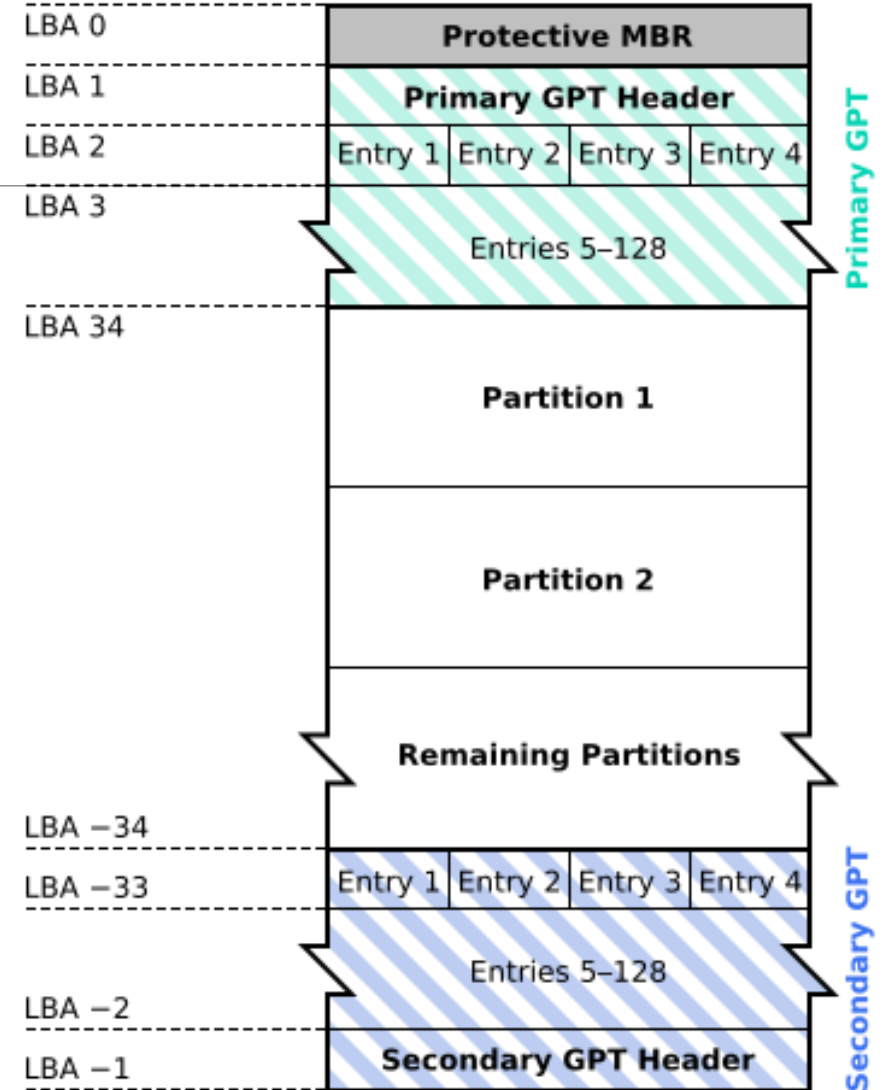 LBA 0
Protective MBR
LBA 1
Primary GPT Header
LBA 2
Entry 1 Entry 2 Entry 3 Entry 4
LBA 3
Entries 5–128
Primary GPT
LBA 34
Partition 1
Partition 2
Remaining Partitions
LBA −34
LBA −33
Entry 1 Entry 2 Entry 3 Entry 4
Entries 5–128
LBA −2
LBA −1
Secondary GPT Header
Secondary GPT